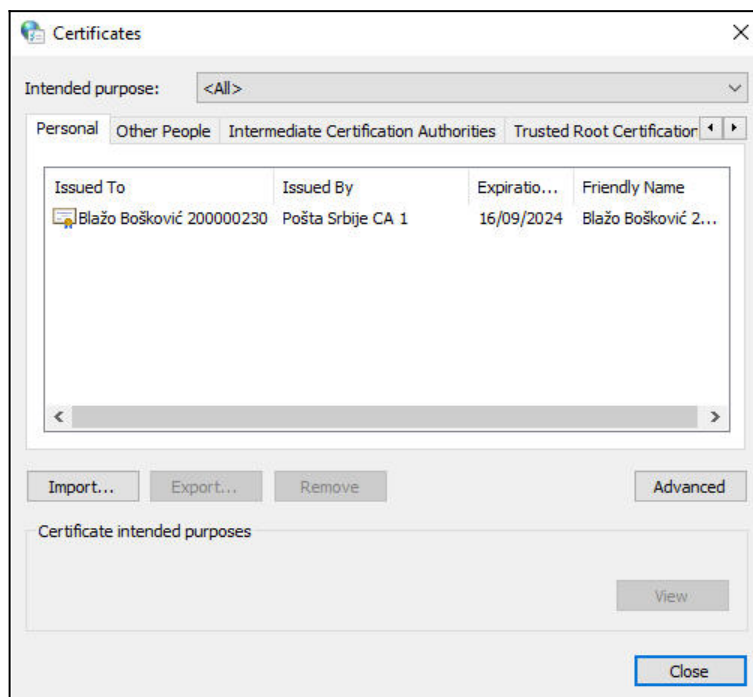 Certificates
Intended purpose: <All>
Personal Other People Intermediate Certification Authorities Trusted Root Certification
Issued To Issued By Expiratio... Friendly Name
Blažo Bošković 200000230 Pošta Srbije CA 1 16/09/2024 Blažo Bošković 2...
Import... Export... Remove Advanced
Certificate intended purposes
View
Close